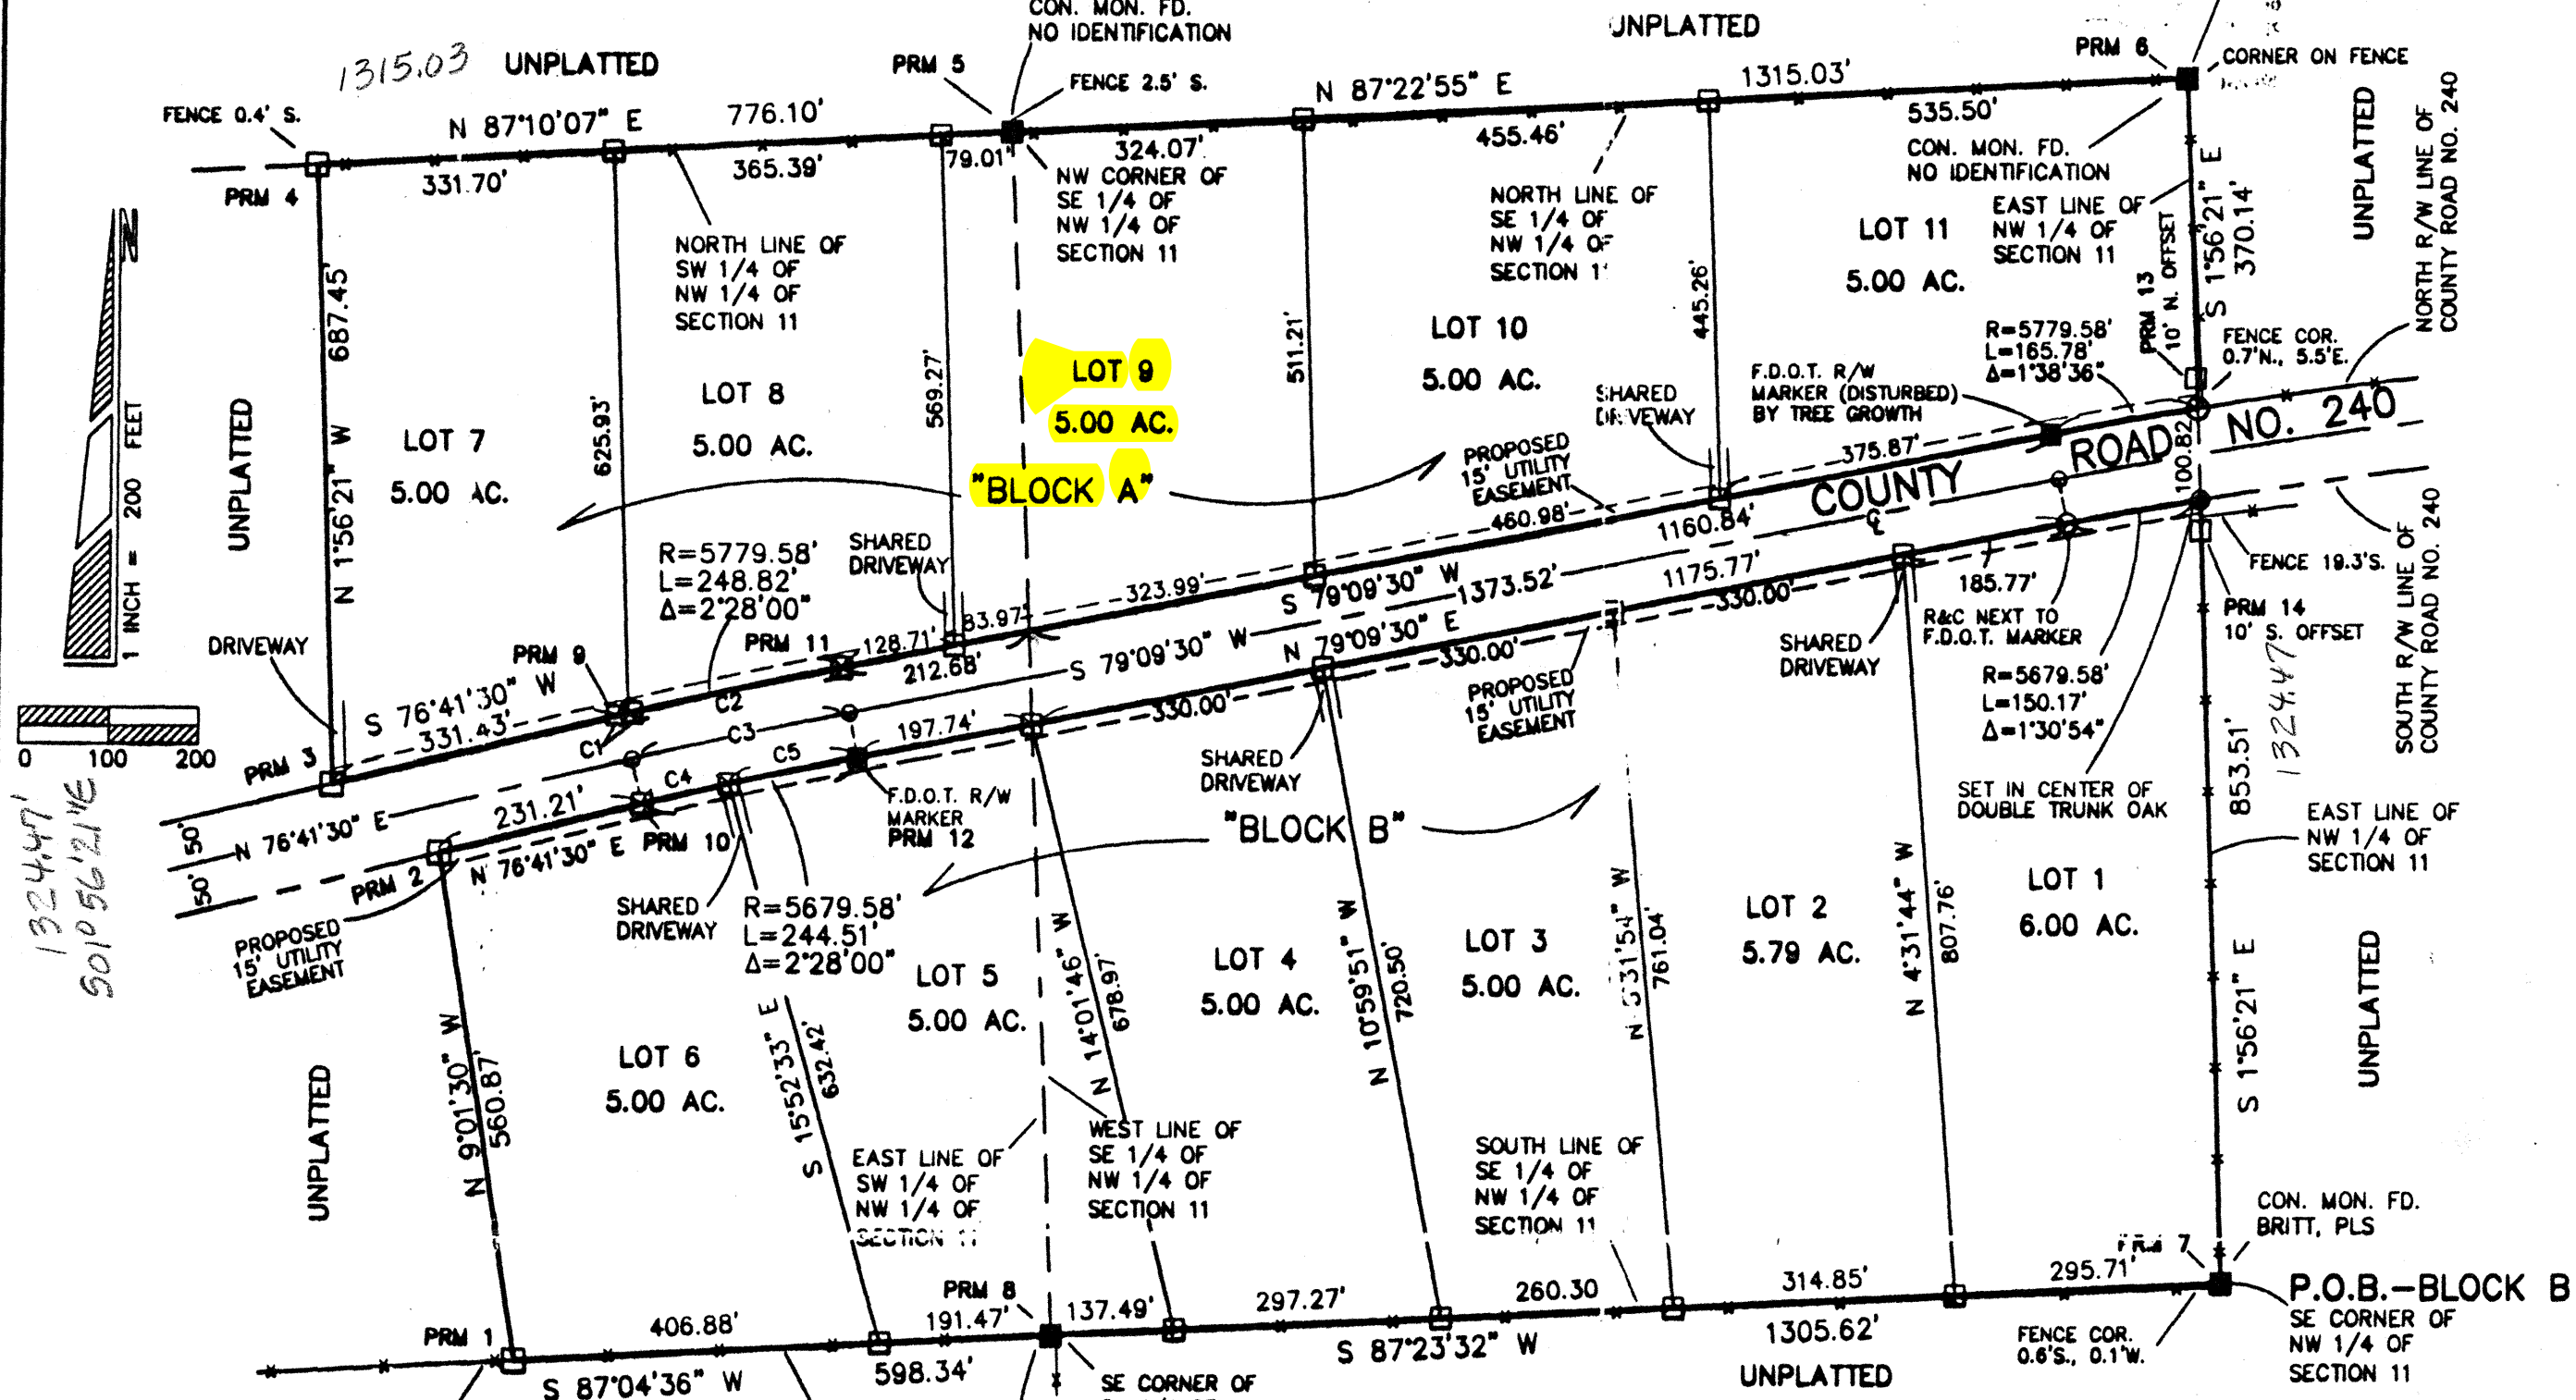 CON. MON. FD.
NO IDENTIFICATION
UNPLATTED
1315.03
UNPLATTED
PRM 5
FENCE 2.5' S.
PRM 6
CORNER ON FENCE
FENCE 0.4' S.
N 87°10'07" E
776.10'
N 87°22'55" E
1315.03'
PRM 4
331.70'
365.39'
79.01'
324.07'
455.46'
535.50'
NW CORNER OF
SE 1/4 OF
NW 1/4 OF
SECTION 11
CON. MON. FD.
NO IDENTIFICATION
UNPLATTED
NORTH R/W LINE OF
COUNTY ROAD NO. 240
N
NORTH LINE OF
SW 1/4 OF
NW 1/4 OF
SECTION 11
NORTH LINE OF
SE 1/4 OF
NW 1/4 OF
SECTION 1
LOT 11
5.00 AC.
EAST LINE OF
NW 1/4 OF
SECTION 11
PRM 13
10' N. OFFSET
S 1°56'21" E
370.14'
1 INCH = 200 FEET
UNPLATTED
N 1°56'21" W 687.45'
LOT 7
5.00 AC.
625.93'
LOT 8
5.00 AC.
569.27'
LOT 9
5.00 AC.
"BLOCK A"
511.21'
LOT 10
5.00 AC.
445.26'
R=5779.58'
L=165.78'
Δ=1°38'36"
FENCE COR.
0.7'N., 5.5'E.
SHARED
DRIVEWAY
F.D.O.T. R/W
MARKER (DISTURBED)
BY TREE GROWTH
PROPOSED
15' UTILITY
EASEMENT
375.87'
COUNTY ROAD NO. 240
100.82
R=5779.58'
L=248.82'
Δ=2°28'00"
SHARED
DRIVEWAY
460.98'
1160.84'
℄
DRIVEWAY
PRM 9
PRM 11
128.71'
83.97'
212.68'
323.99'
S 79°09'30" W
1373.52'
1175.77'
330.00'
185.77'
FENCE 19.3'S.
SOUTH R/W LINE OF
COUNTY ROAD NO. 240
S 76°41'30" W
331.43'
C1
C2
C3
S 79°09'30" W
N 79°09'30" E
330.00'
R&C NEXT TO
F.D.O.T. MARKER
PRM 14
10' S. OFFSET
0 100 200
PRM 3
C4
C5
197.74'
330.00'
SHARED
DRIVEWAY
PROPOSED
15' UTILITY
EASEMENT
SHARED
DRIVEWAY
R=5679.58'
L=150.17'
Δ=1°30'54"
SET IN CENTER OF
DOUBLE TRUNK OAK
1324.47'
1324.47'
S01°56'21"E
50'
50'
N 76°41'30" E
231.21'
N 76°41'30" E
PRM 10
PRM 2
F.D.O.T. R/W
MARKER
PRM 12
"BLOCK B"
853.51'
EAST LINE OF
NW 1/4 OF
SECTION 11
PROPOSED
15' UTILITY
EASEMENT
SHARED
DRIVEWAY
R=5679.58'
L=244.51'
Δ=2°28'00"
UNPLATTED
N 9°01'30" W
560.87'
LOT 6
5.00 AC.
S 15°52'33" E
632.42'
LOT 5
5.00 AC.
N 14°01'46" W
678.97'
LOT 4
5.00 AC.
N 10°59'51" W
720.50'
LOT 3
5.00 AC.
761.04'
LOT 2
5.79 AC.
N 4°31'44" W
807.76'
LOT 1
6.00 AC.
S 1°56'21" E
UNPLATTED
EAST LINE OF
SW 1/4 OF
NW 1/4 OF
SECTION 11
WEST LINE OF
SE 1/4 OF
NW 1/4 OF
SECTION 11
SOUTH LINE OF
SE 1/4 OF
NW 1/4 OF
SECTION 11
CON. MON. FD.
BRITT, PLS
PRM 7
P.O.B.-BLOCK B
SE CORNER OF
NW 1/4 OF
SECTION 11
PRM 1
406.88'
191.47'
PRM 8
137.49'
297.27'
260.30
314.85'
295.71'
S 87°04'36" W
598.34'
S 87°23'32" W
1305.62'
FENCE COR.
0.6'S., 0.1'W.
UNPLATTED
SE CORNER OF